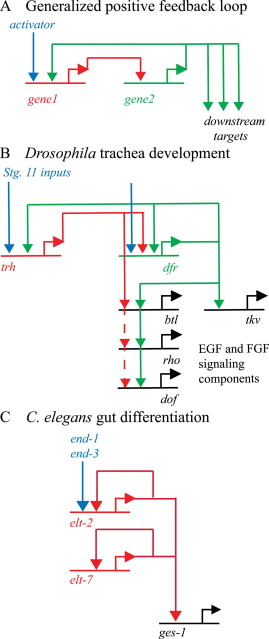 A Generalized positive feedback loop
activator
gene1 gene2
downstream
targets
B Drosophila trachea development
Stg. 11 inputs
trh dfr
btl tkv
rho
EGF and FGF
signaling
components
dof
C C. elegans gut differentiation
end-1
end-3
elt-2
elt-7
ges-1